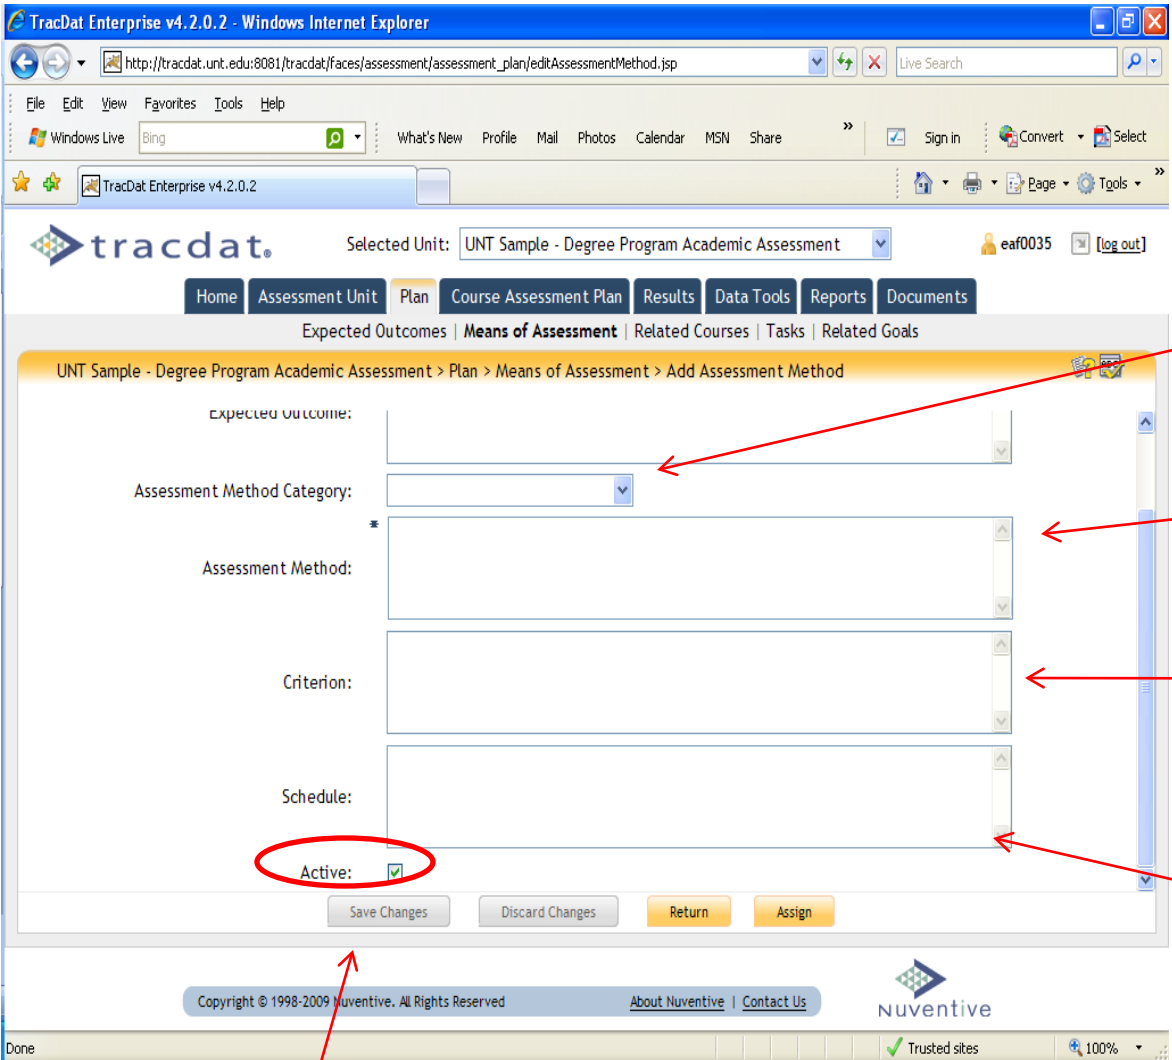 TracDat Enterprise v4.2.0.2 - Windows Internet Explorer
http://tracdat.unt.edu:8081/tracdat/faces/assessment/assessment_plan/editAssessmentMethod.jsp
Live Search
File Edit View Favorites Tools Help
Windows Live Bing What's New Profile Mail Photos Calendar MSN Share » Sign in Convert Select
TracDat Enterprise v4.2.0.2 Page Tools »
tracdat. Selected Unit: UNT Sample - Degree Program Academic Assessment eaf0035 [log out]
Home Assessment Unit Plan Course Assessment Plan Results Data Tools Reports Documents
Expected Outcomes | Means of Assessment | Related Courses | Tasks | Related Goals
UNT Sample - Degree Program Academic Assessment > Plan > Means of Assessment > Add Assessment Method
Expected Outcome:
Assessment Method Category:
* Assessment Method:
Criterion:
Schedule:
Active:
Save Changes Discard Changes Return Assign
Copyright © 1998-2009 Nuventive. All Rights Reserved About Nuventive | Contact Us
NUVENTIVE
Done Trusted sites 100%